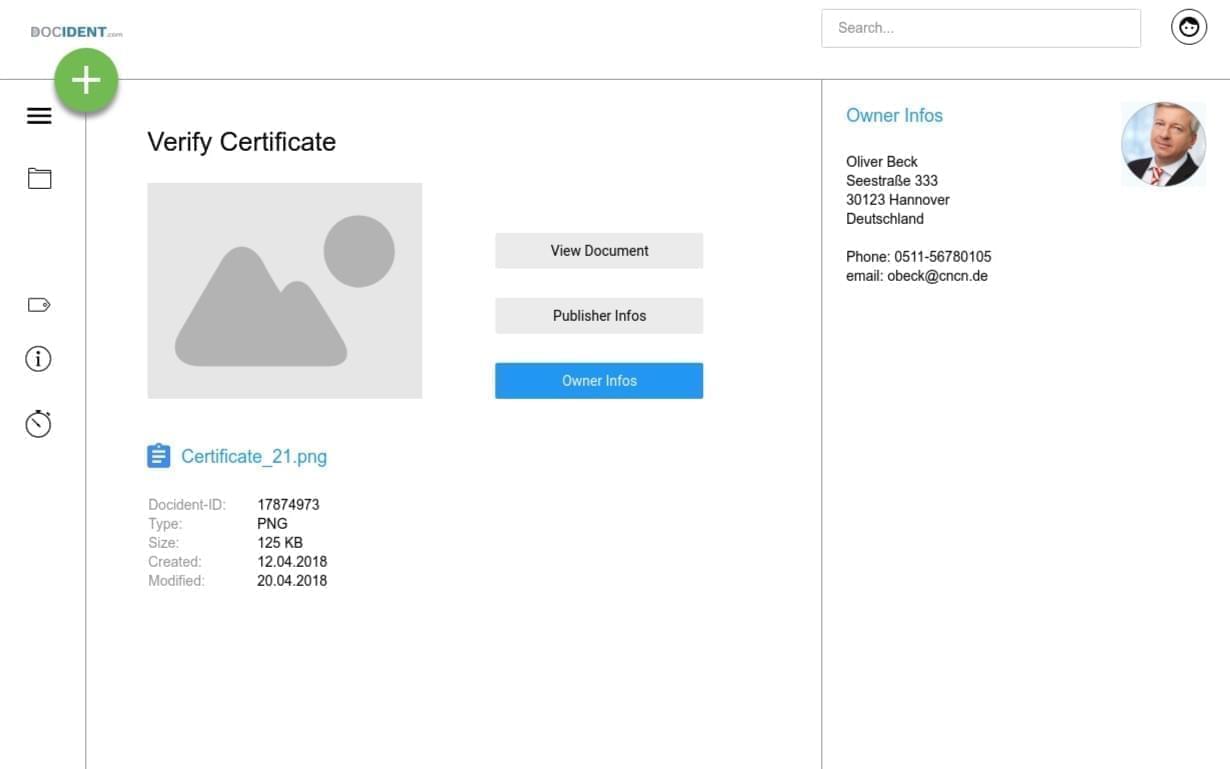 DOCIDENT.com
Search...
Verify Certificate
View Document
Publisher Infos
Owner Infos
Certificate_21.png
Docident-ID: 17874973
Type: PNG
Size: 125 KB
Created: 12.04.2018
Modified: 20.04.2018
Owner Infos
Oliver Beck
Seestraße 333
30123 Hannover
Deutschland
Phone: 0511-56780105
email: obeck@cncn.de